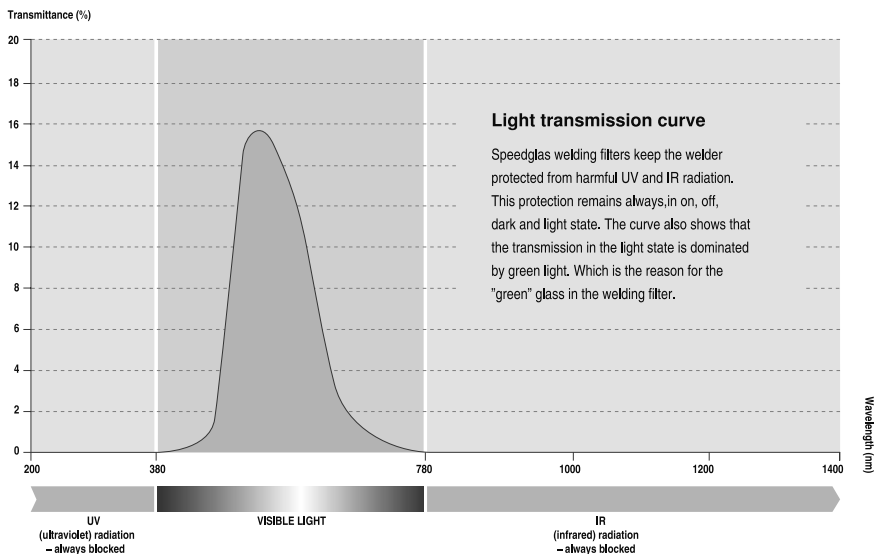 Transmittance (%)
20
18
16
14
12
10
8
6
4
2
0
Light transmission curve
Speedglas welding filters keep the welder
protected from harmful UV and IR radiation.
This protection remains always,in on, off,
dark and light state. The curve also shows that
the transmission in the light state is dominated
by green light. Which is the reason for the
"green" glass in the welding filter.
200 380 780 1000 1200 1400
Wavelength (nm)
UV
(ultraviolet) radiation
– always blocked
VISIBLE LIGHT
IR
(infrared) radiation
– always blocked